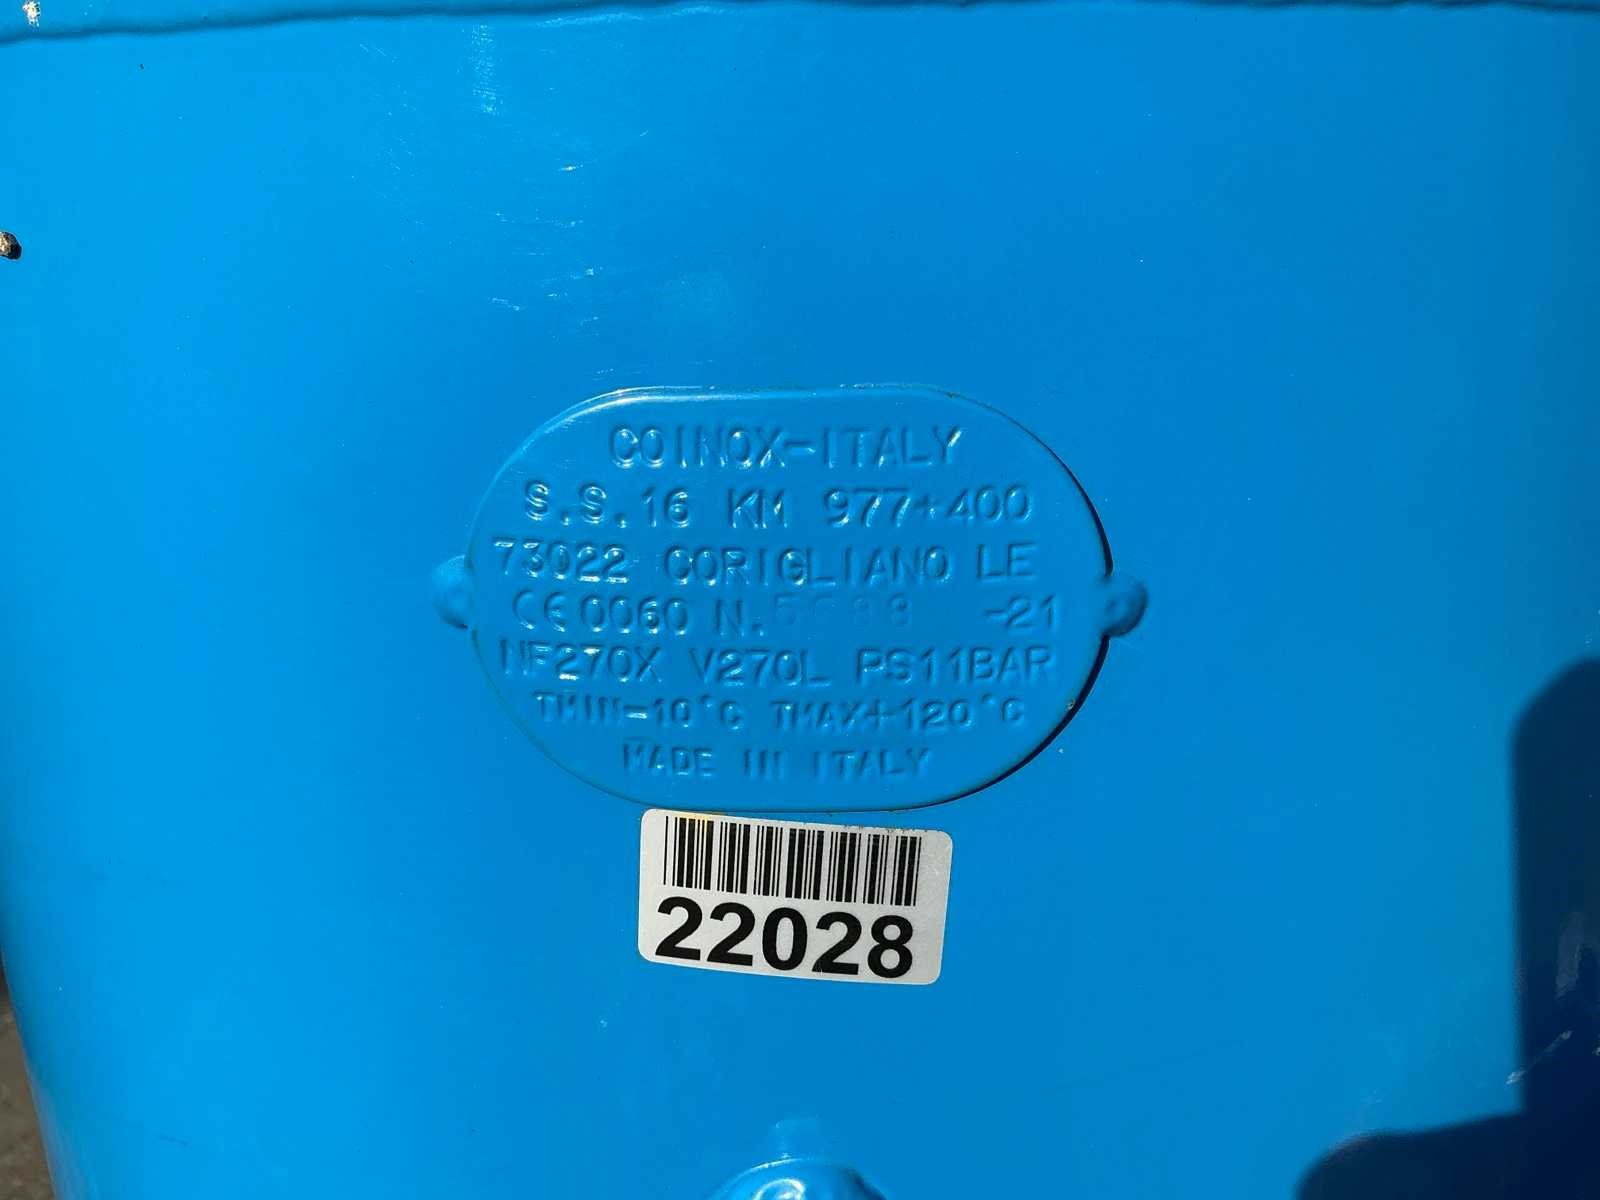 COINOX-ITALY
S.S.16 KM 977+400
73022 CORIGLIANO LE
CE 0060 N. -21
NF270X V270L PS11BAR
TMIN-10°C TMAX+120°C
MADE IN ITALY
22028